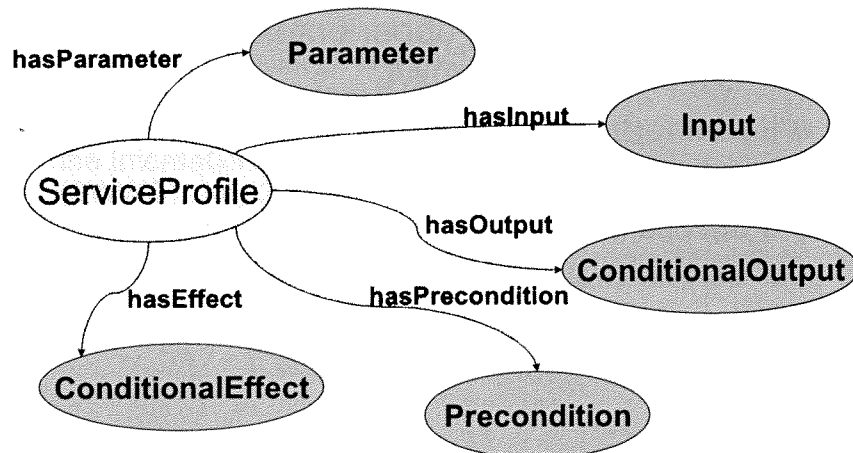 Parameter
hasParameter
hasInput
Input
ServiceProfile
hasOutput
ConditionalOutput
hasEffect
hasPrecondition
ConditionalEffect
Precondition